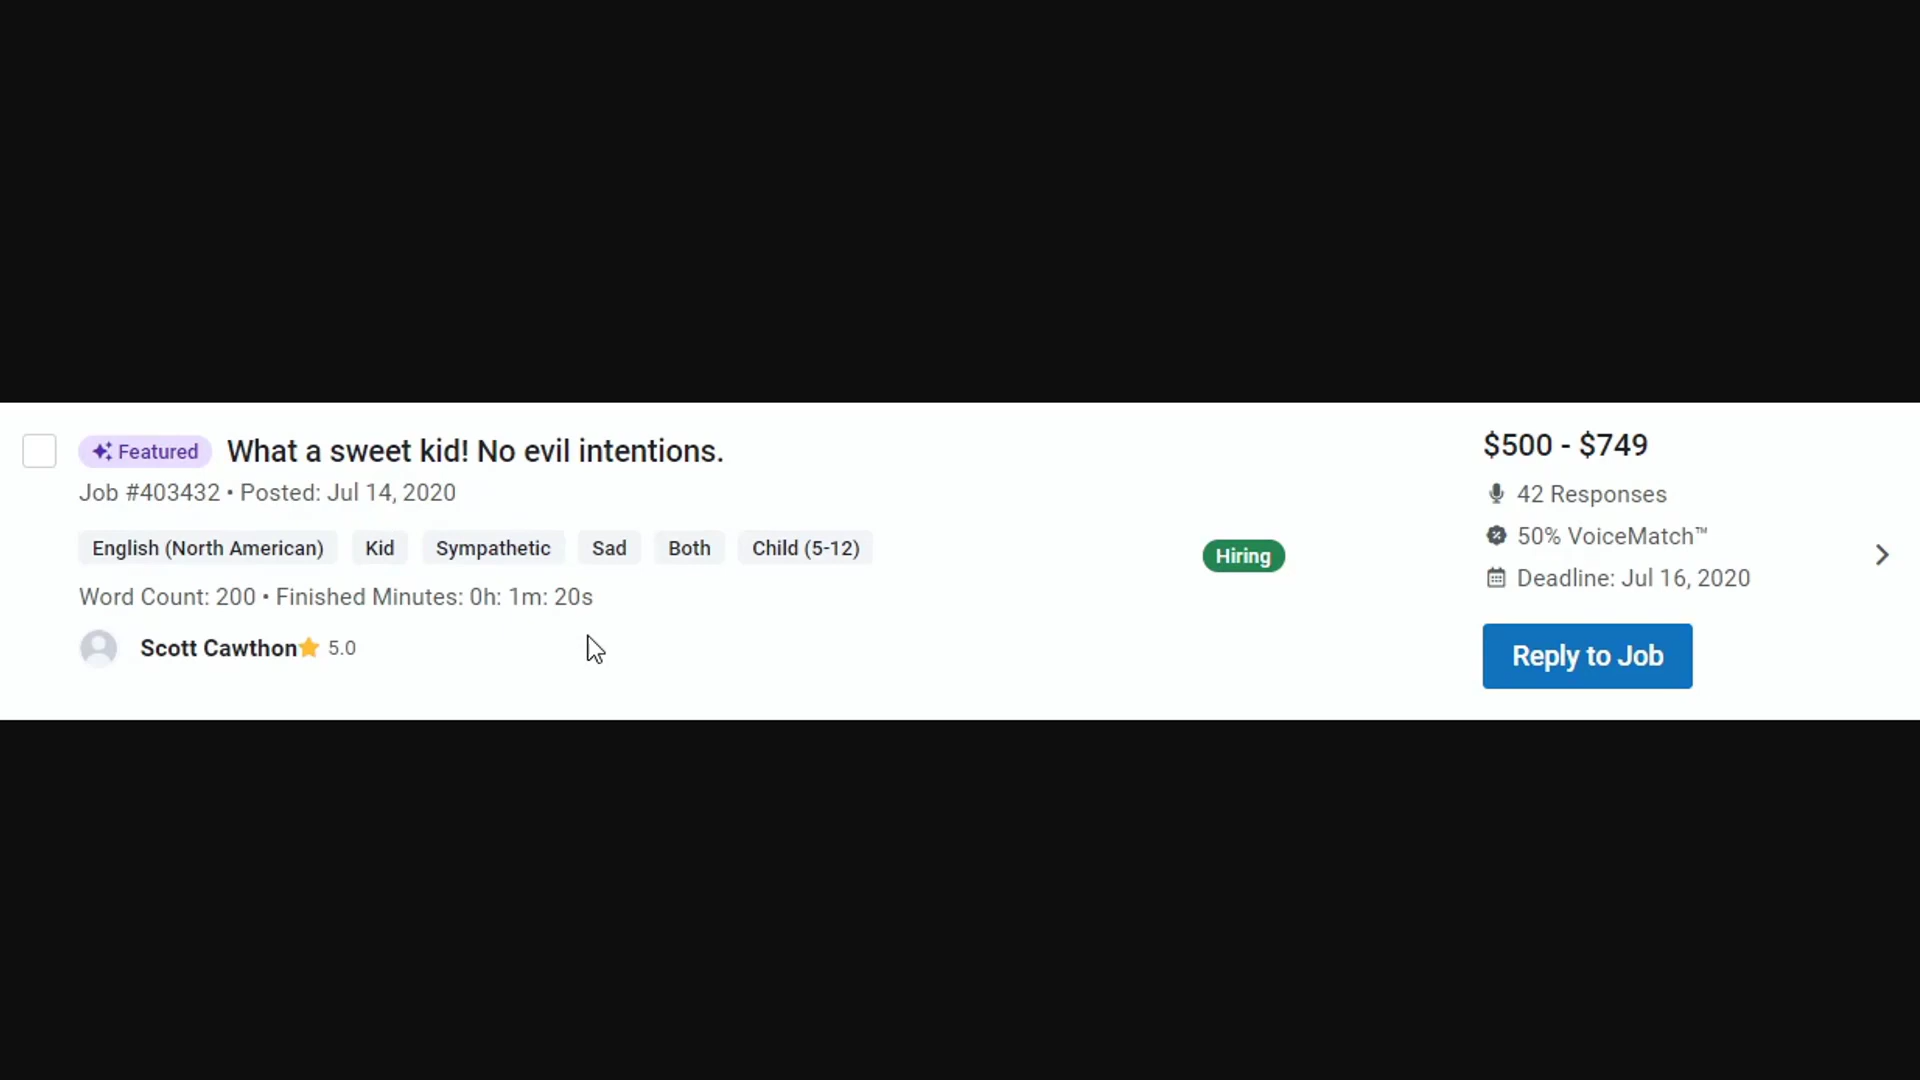 Featured What a sweet kid! No evil intentions.
Job #403432 • Posted: Jul 14, 2020
English (North American) Kid Sympathetic Sad Both Child (5-12)
Word Count: 200 • Finished Minutes: 0h: 1m: 20s
Scott Cawthon 5.0
Hiring
$500 - $749
42 Responses
50% VoiceMatch™
Deadline: Jul 16, 2020
Reply to Job